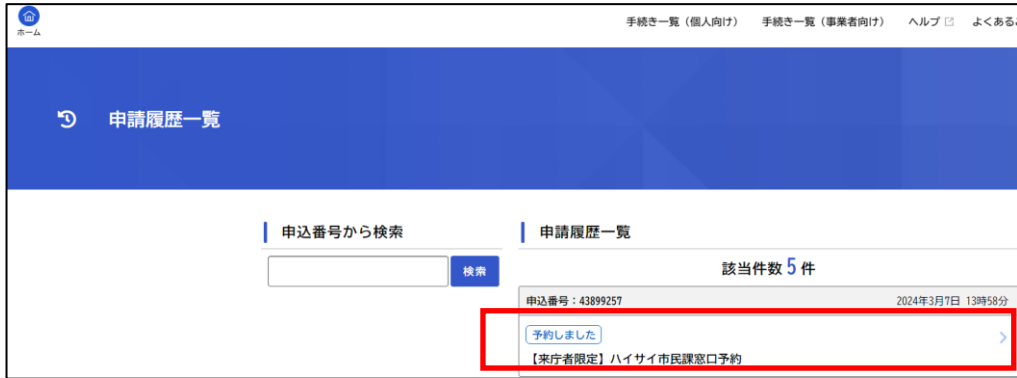 ホーム
手続き一覧（個人向け） 手続き一覧（事業者向け） ヘルプ よくある
申請履歴一覧
申込番号から検索
検索
申請履歴一覧
該当件数 5 件
申込番号：43899257 2024年3月7日 13時58分
予約しました
【来庁者限定】ハイサイ市民課窓口予約